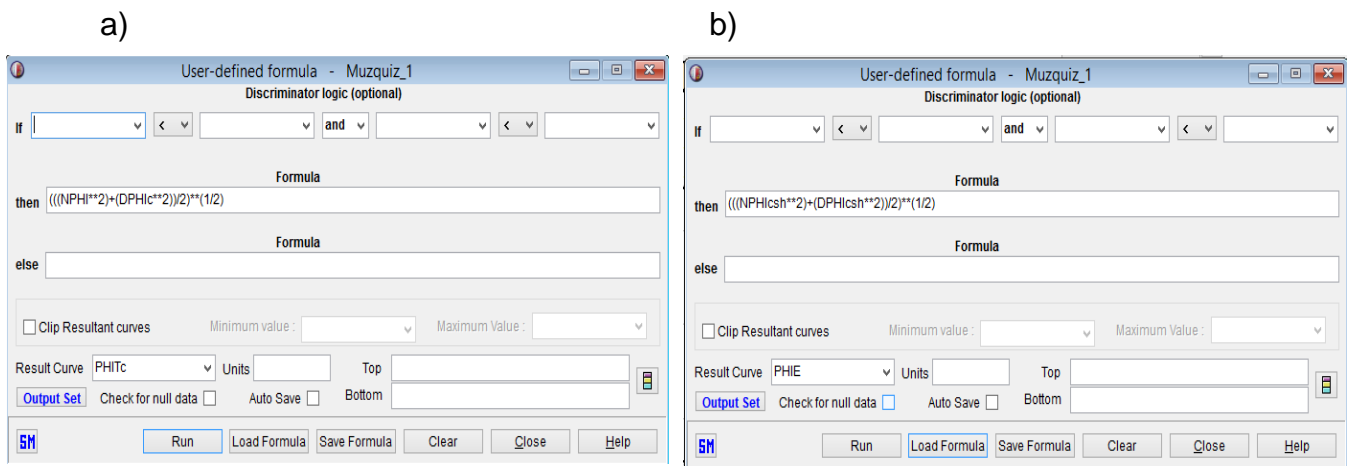 a)
User-defined formula - Muzquiz_1
Discriminator logic (optional)
If < and <
Formula
then (((NPHI**2)+(DPHIc**2))/2)**(1/2)
Formula
else
Clip Resultant curves Minimum value : Maximum Value :
Result Curve PHITc Units Top
Output Set Check for null data Auto Save Bottom
SM Run Load Formula Save Formula Clear Close Help
b)
User-defined formula - Muzquiz_1
Discriminator logic (optional)
If < and <
Formula
then (((NPHIcsh**2)+(DPHIcsh**2))/2)**(1/2)
Formula
else
Clip Resultant curves Minimum value : Maximum Value :
Result Curve PHIE Units Top
Output Set Check for null data Auto Save Bottom
SM Run Load Formula Save Formula Clear Close Help